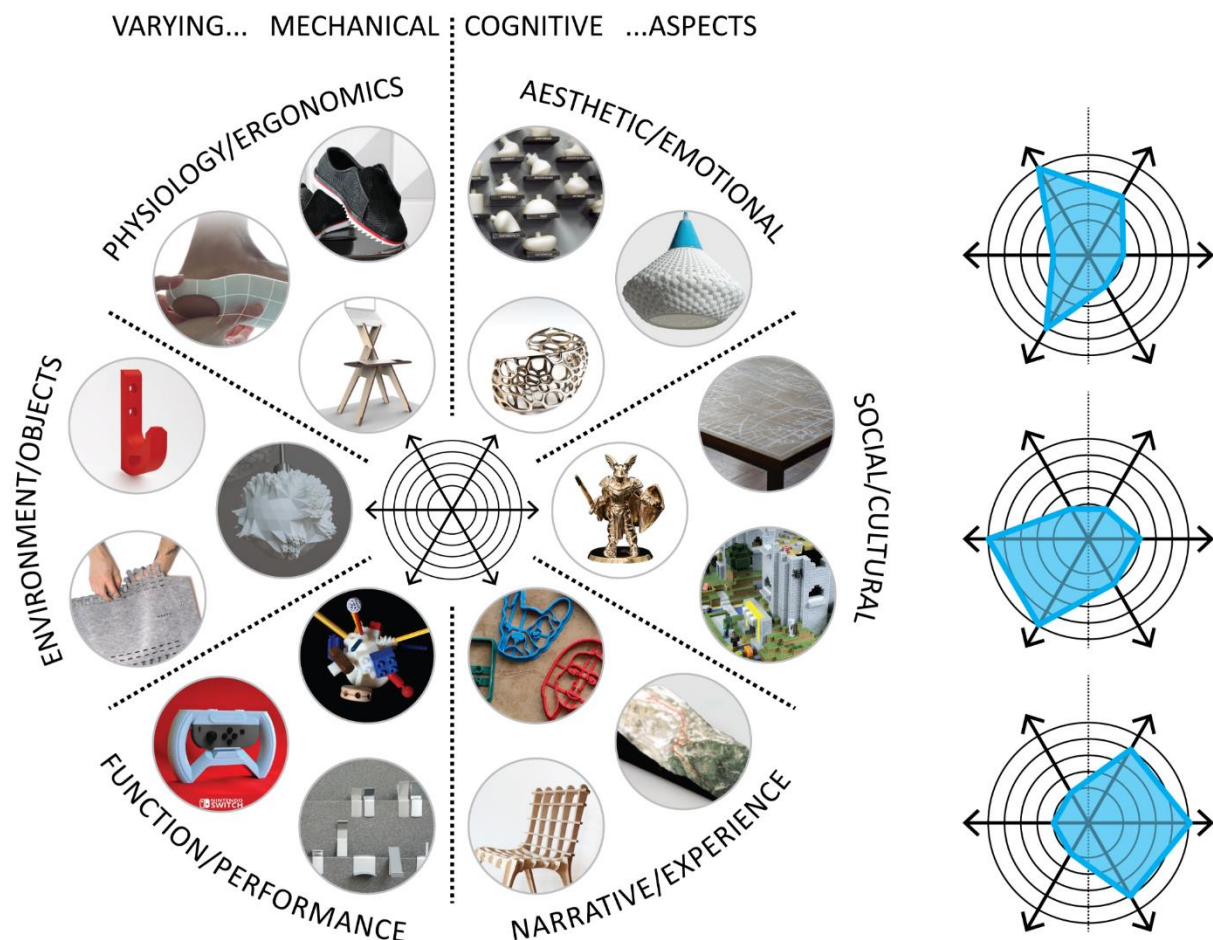 VARYING... MECHANICAL COGNITIVE ...ASPECTS
PHYSIOLOGY/ERGONOMICS
AESTHETIC/EMOTIONAL
ENVIRONMENT/OBJECTS
SOCIAL/CULTURAL
NINTENDO
SWITCH
FUNCTION/PERFORMANCE
NARRATIVE/EXPERIENCE